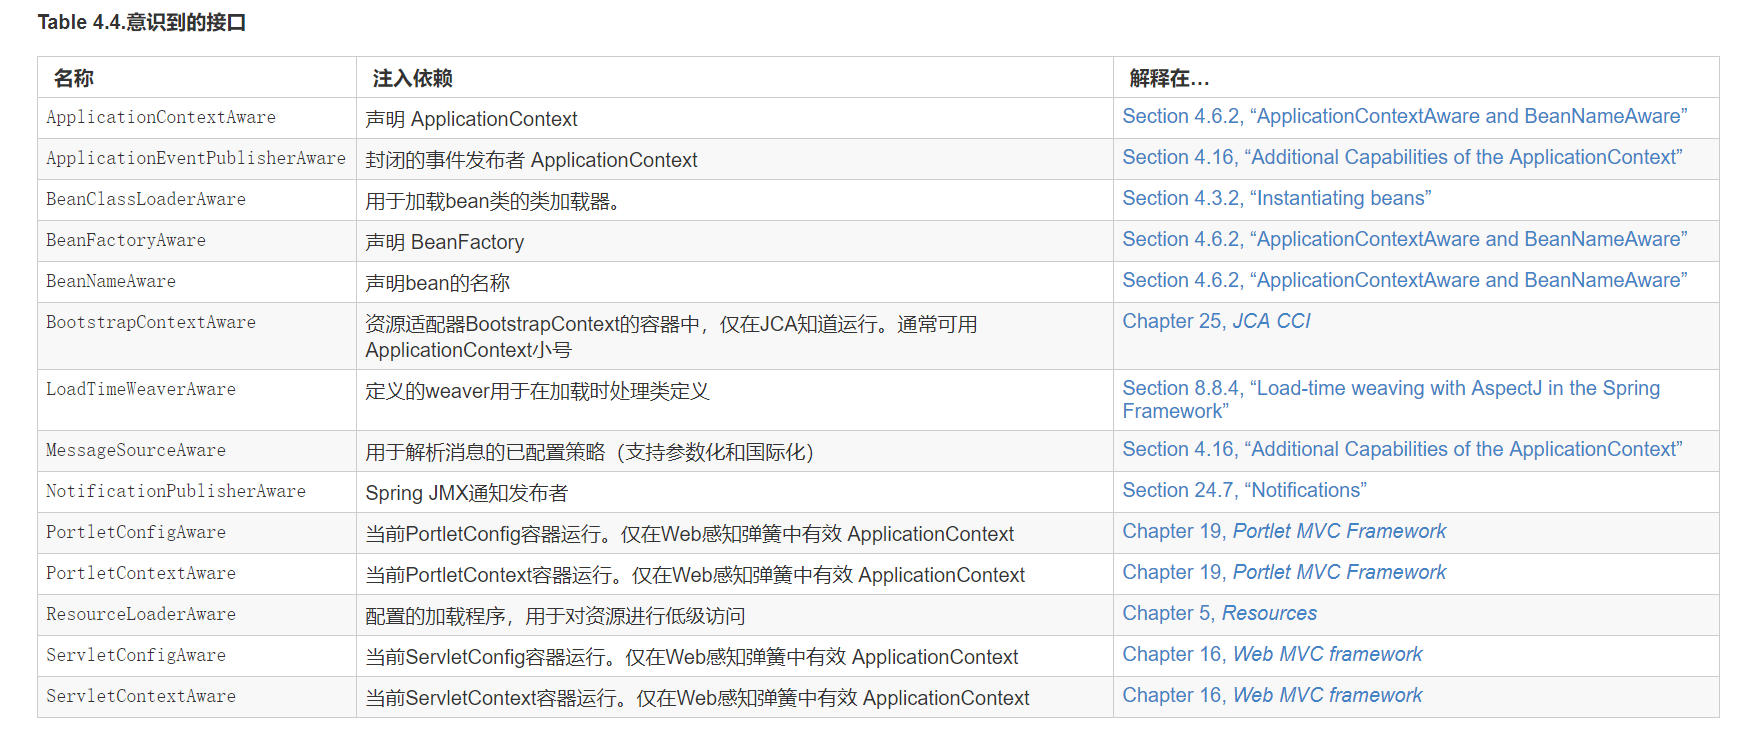 Table 4.4.意识到的接口
名称 注入依赖 解释在…
ApplicationContextAware 声明 ApplicationContext Section 4.6.2, “ApplicationContextAware and BeanNameAware”
ApplicationEventPublisherAware 封闭的事件发布者 ApplicationContext Section 4.16, “Additional Capabilities of the ApplicationContext”
BeanClassLoaderAware 用于加载bean类的类加载器。 Section 4.3.2, “Instantiating beans”
BeanFactoryAware 声明 BeanFactory Section 4.6.2, “ApplicationContextAware and BeanNameAware”
BeanNameAware 声明bean的名称 Section 4.6.2, “ApplicationContextAware and BeanNameAware”
BootstrapContextAware 资源适配器BootstrapContext的容器中，仅在JCA知道运行。通常可用 Chapter 25, JCA CCI
ApplicationContext小号
LoadTimeWeaverAware 定义的weaver用于在加载时处理类定义 Section 8.8.4, “Load-time weaving with AspectJ in the Spring
Framework”
MessageSourceAware 用于解析消息的已配置策略（支持参数化和国际化） Section 4.16, “Additional Capabilities of the ApplicationContext”
NotificationPublisherAware Spring JMX通知发布者 Section 24.7, “Notifications”
PortletConfigAware 当前PortletConfig容器运行。仅在Web感知弹簧中有效 ApplicationContext Chapter 19, Portlet MVC Framework
PortletContextAware 当前PortletContext容器运行。仅在Web感知弹簧中有效 ApplicationContext Chapter 19, Portlet MVC Framework
ResourceLoaderAware 配置的加载程序，用于对资源进行低级访问 Chapter 5, Resources
ServletConfigAware 当前ServletConfig容器运行。仅在Web感知弹簧中有效 ApplicationContext Chapter 16, Web MVC framework
ServletContextAware 当前ServletContext容器运行。仅在Web感知弹簧中有效 ApplicationContext Chapter 16, Web MVC framework